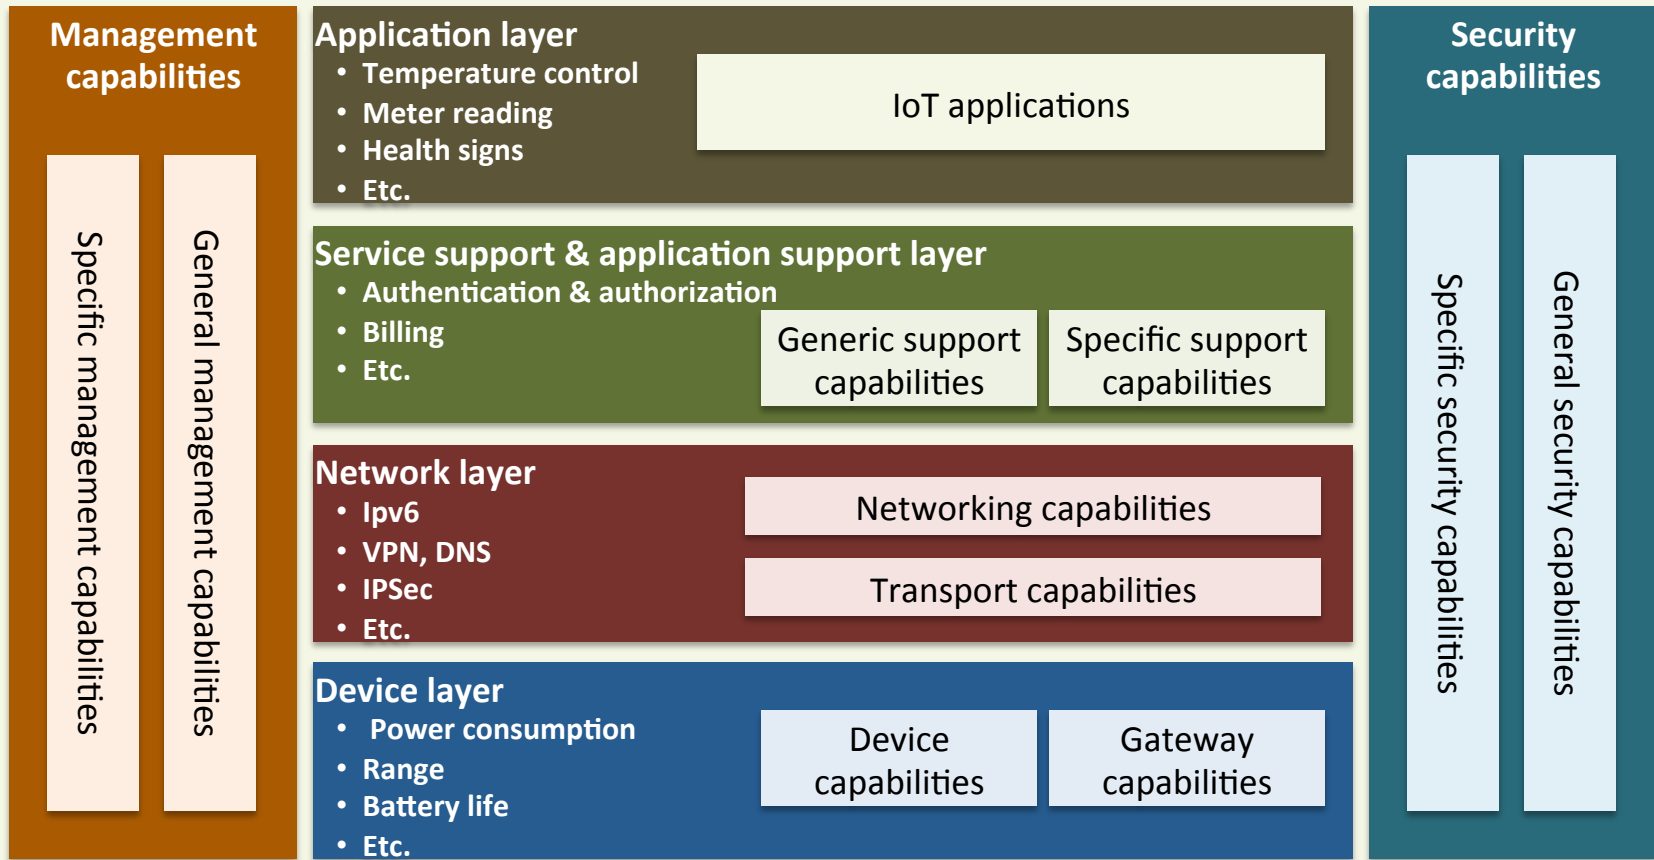 Management
capabilities
Specific management capabilities
General management capabilities
Application layer
• Temperature control
• Meter reading
• Health signs
• Etc.
IoT applications
Service support & application support layer
• Authentication & authorization
• Billing
• Etc.
Generic support
capabilities
Specific support
capabilities
Network layer
• Ipv6
• VPN, DNS
• IPSec
• Etc.
Networking capabilities
Transport capabilities
Device layer
• Power consumption
• Range
• Battery life
• Etc.
Device
capabilities
Gateway
capabilities
Security
capabilities
Specific security capabilities
General security capabilities